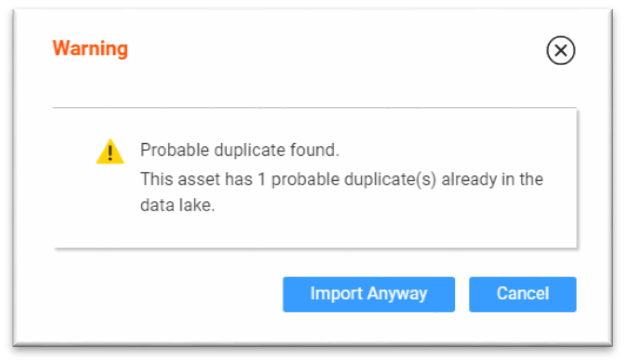 Warning
Probable duplicate found.
This asset has 1 probable duplicate(s) already in the
data lake.
Import Anyway
Cancel